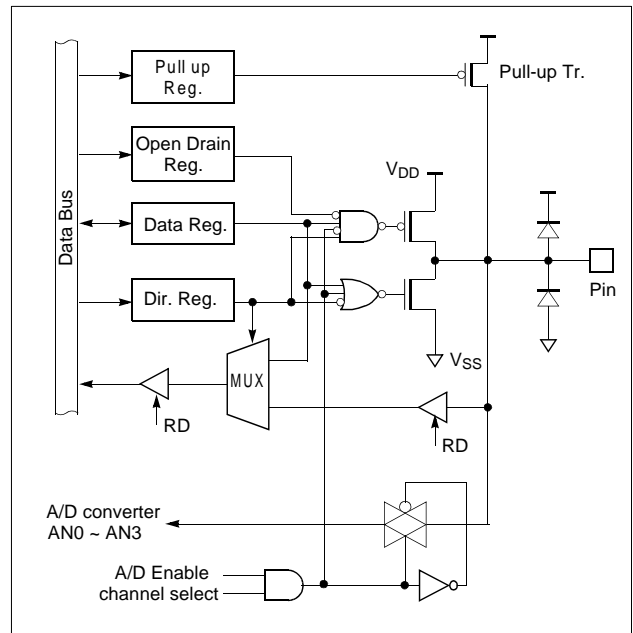 Pull up
Reg.
Pull-up Tr.
Open Drain
Reg.
VDD
Data Bus
Data Reg.
Dir. Reg.
Pin
VSS
MUX
RD
RD
A/D converter
AN0 ~ AN3
A/D Enable
channel select